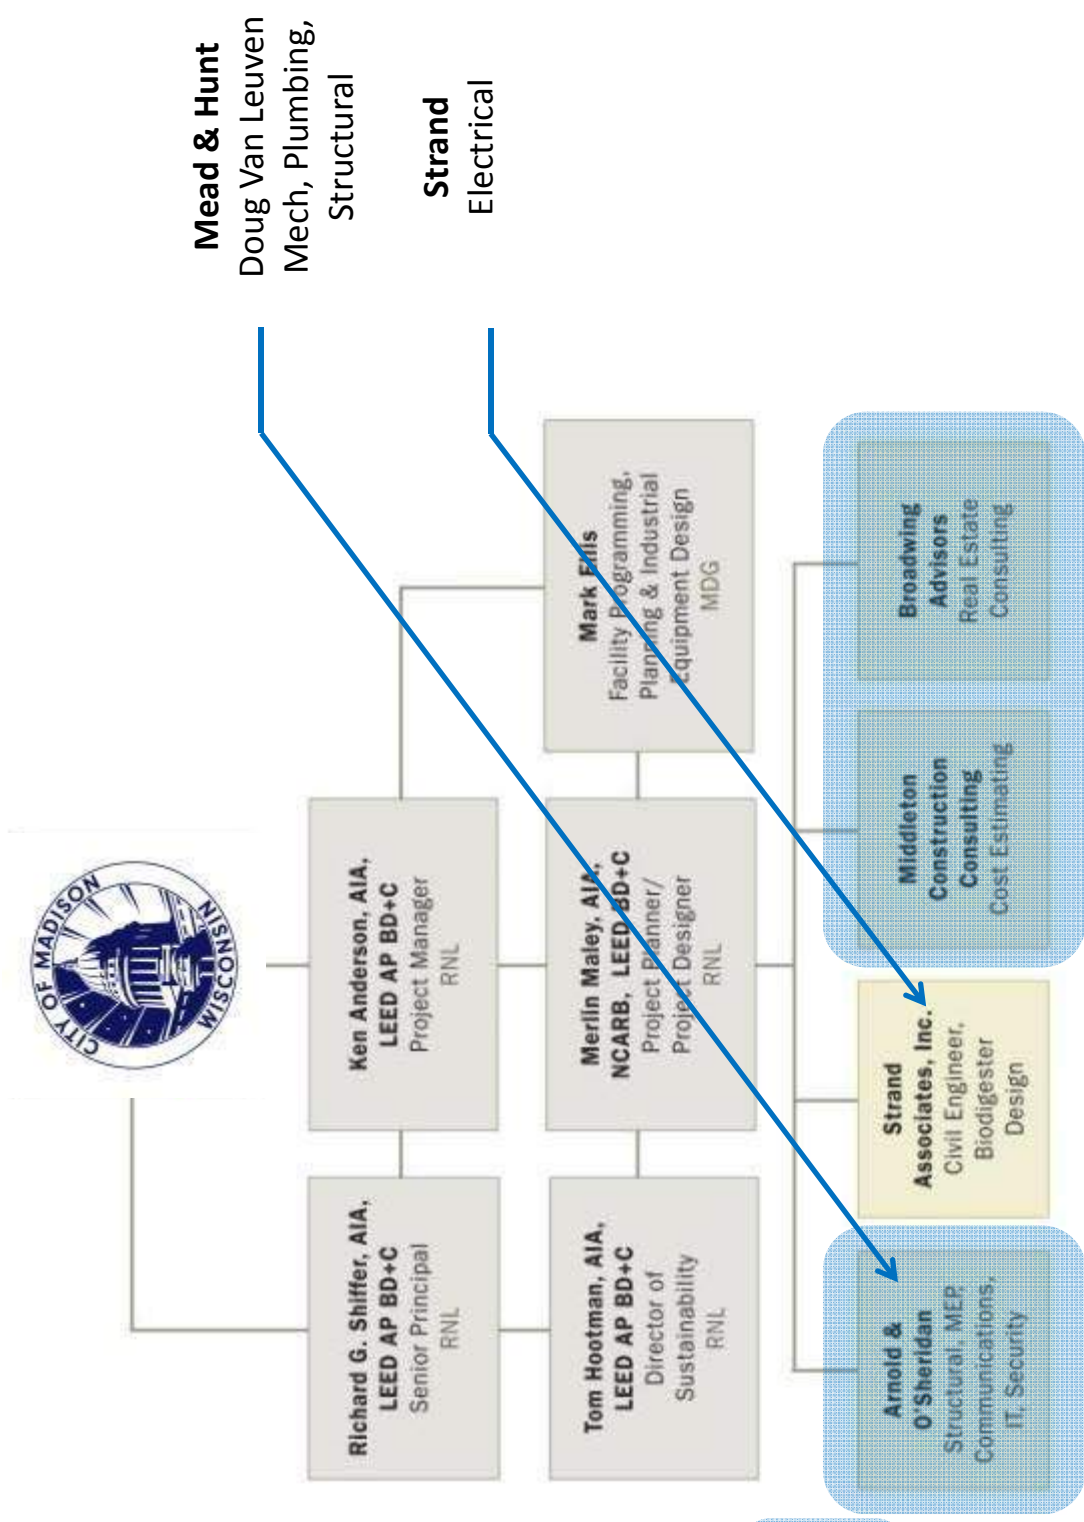 CITY OF MADISON
WISCONSIN
Mead & Hunt
Doug Van Leuven
Mech, Plumbing,
Structural
Strand
Electrical
Richard G. Shiffer, AIA,
LEED AP BD+C
Senior Principal
RNL
Ken Anderson, AIA,
LEED AP BD+C
Project Manager
RNL
Tom Hootman, AIA,
LEED AP BD+C
Director of
Sustainability
RNL
Merlin Maley, AIA,
NCARB, LEED BD+C
Project Planner/
Project Designer
RNL
Mark Ellis
Facility Programming,
Planning & Industrial
Equipment Design
MDG
Arnold &
O'Sheridan
Structural, MEP,
Communications,
IT, Security
Strand
Associates, Inc.
Civil Engineer,
Biodigester
Design
Middleton
Construction
Consulting
Cost Estimating
Broadwing
Advisors
Real Estate
Consulting